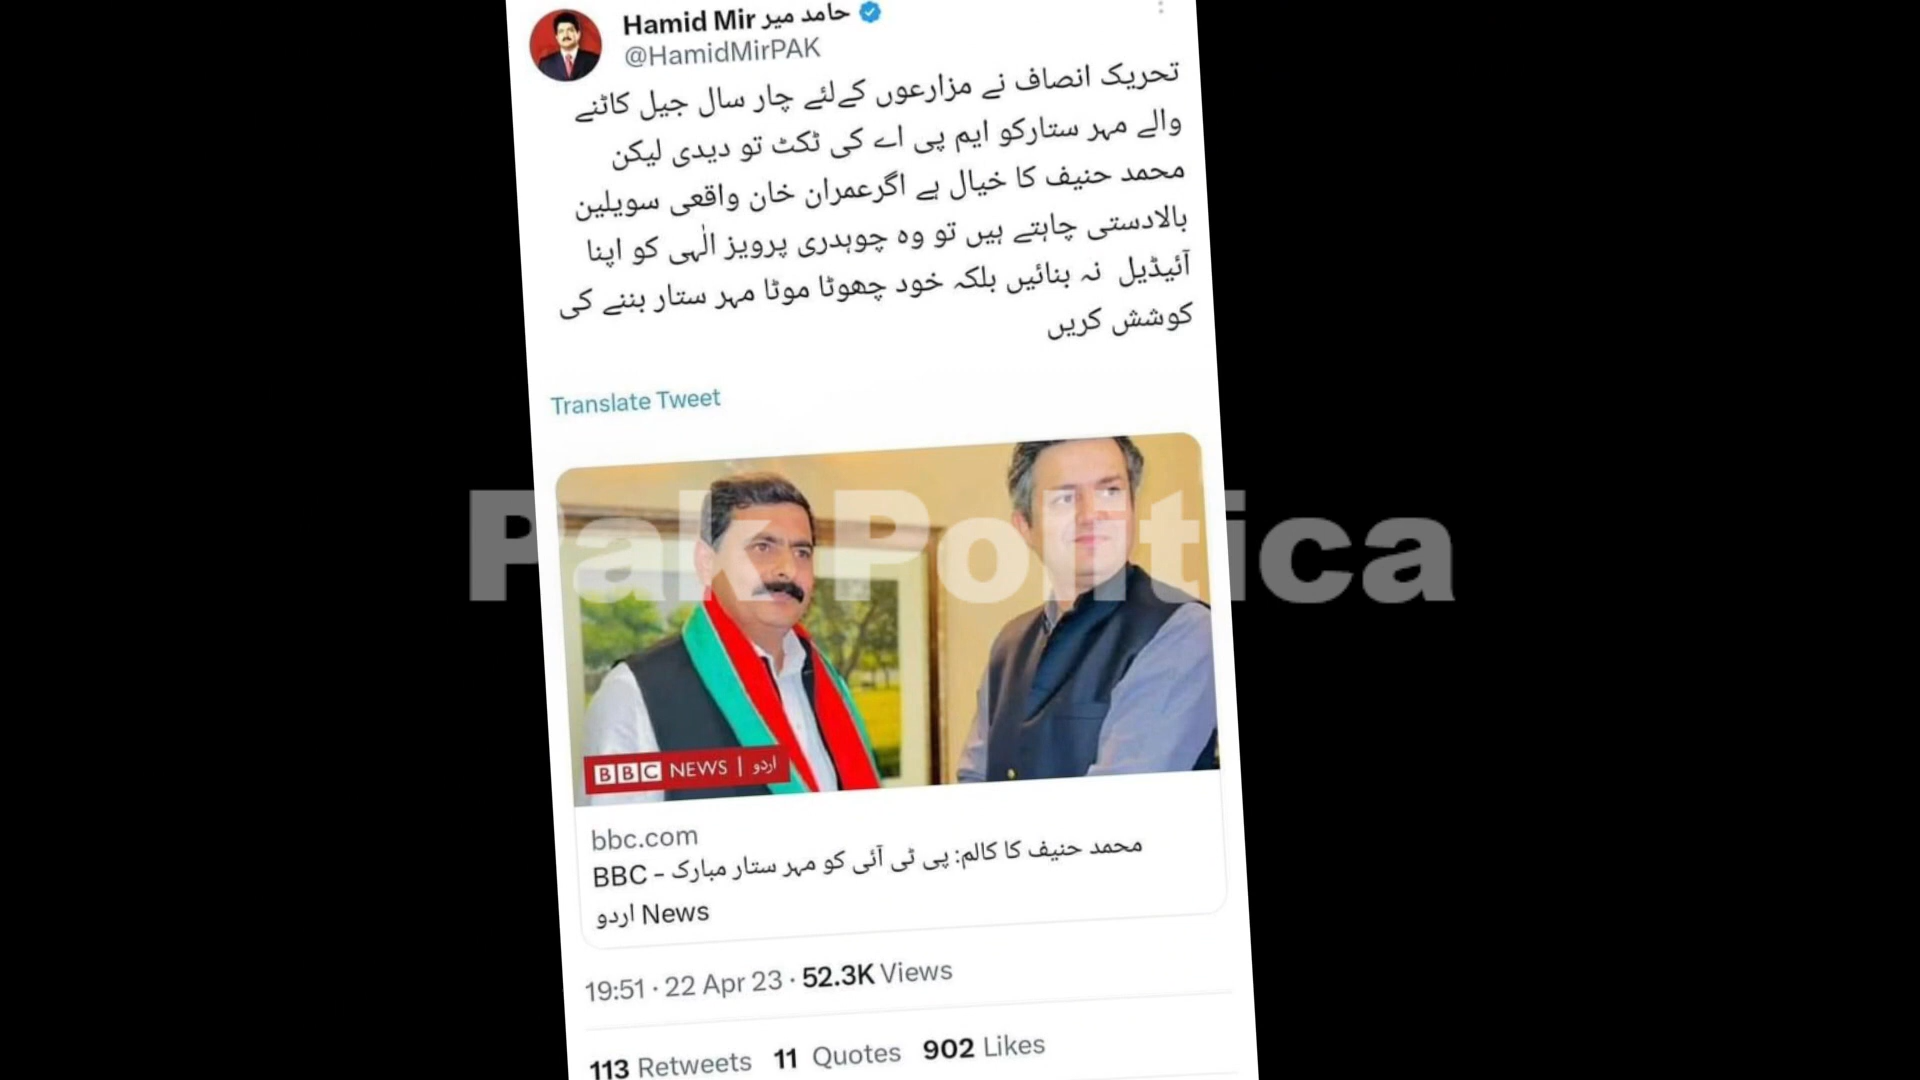 Hamid Mir حامد میر
@HamidMirPAK
تحریک انصاف نے مزارعوں کےلئے چار سال جیل کاٹنے
والے مہر ستارکو ایم پی اے کی ٹکٹ تو دیدی لیکن
محمد حنیف کا خیال ہے اگرعمران خان واقعی سویلین
بالادستی چاہتے ہیں تو وہ چوہدری پرویز الٰہی کو اپنا
آئیڈیل نہ بنائیں بلکہ خود چھوٹا موٹا مہر ستار بننے کی
کوشش کریں
Translate Tweet
Pak Politica
BBC NEWS | اردو
bbc.com
محمد حنیف کا کالم: پی ٹی آئی کو مہر ستار مبارک - BBC
News اردو
19:51 · 22 Apr 23 · 52.3K Views
113 Retweets 11 Quotes 902 Likes